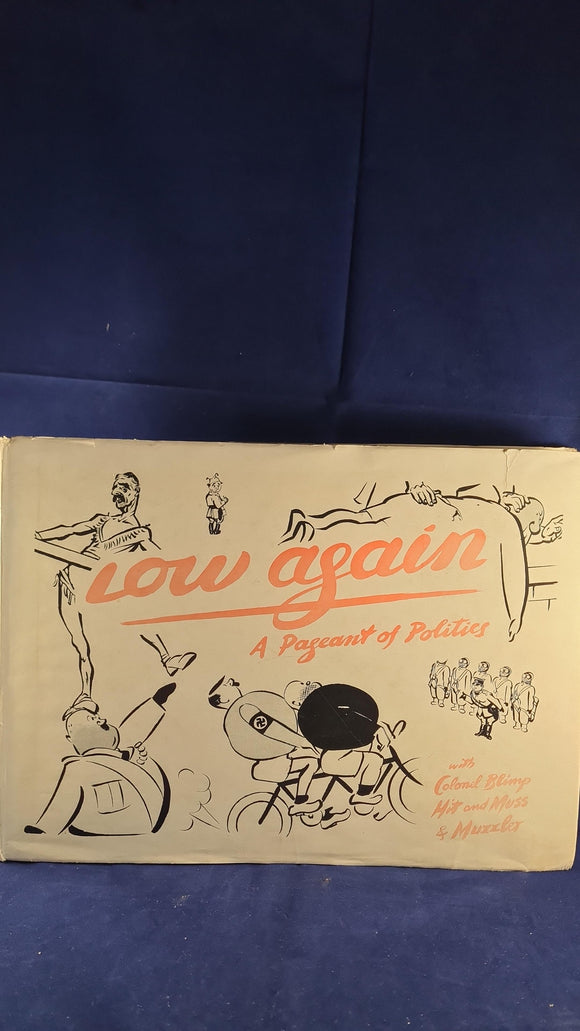 Low again
A Pageant of Politics
with
Colonel Blimp
Hit and Muss
& Muzzler